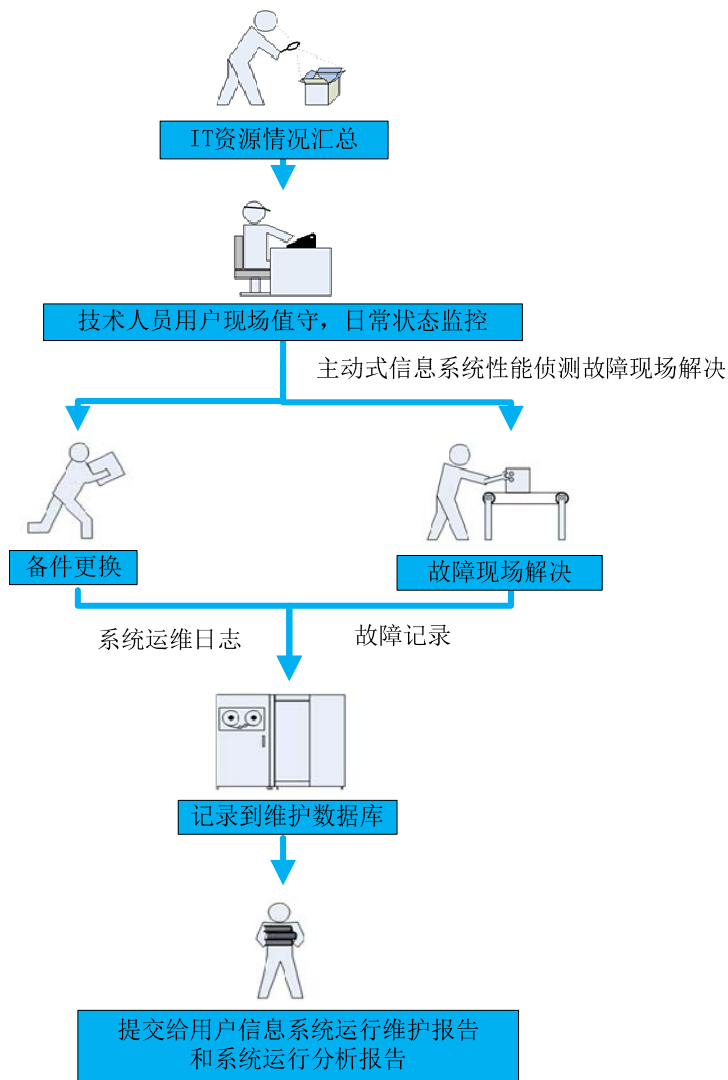 IT资源情况汇总
技术人员用户现场值守，日常状态监控
主动式信息系统性能侦测故障现场解决
备件更换
故障现场解决
系统运维日志
故障记录
记录到维护数据库
提交给用户信息系统运行维护报告
和系统运行分析报告